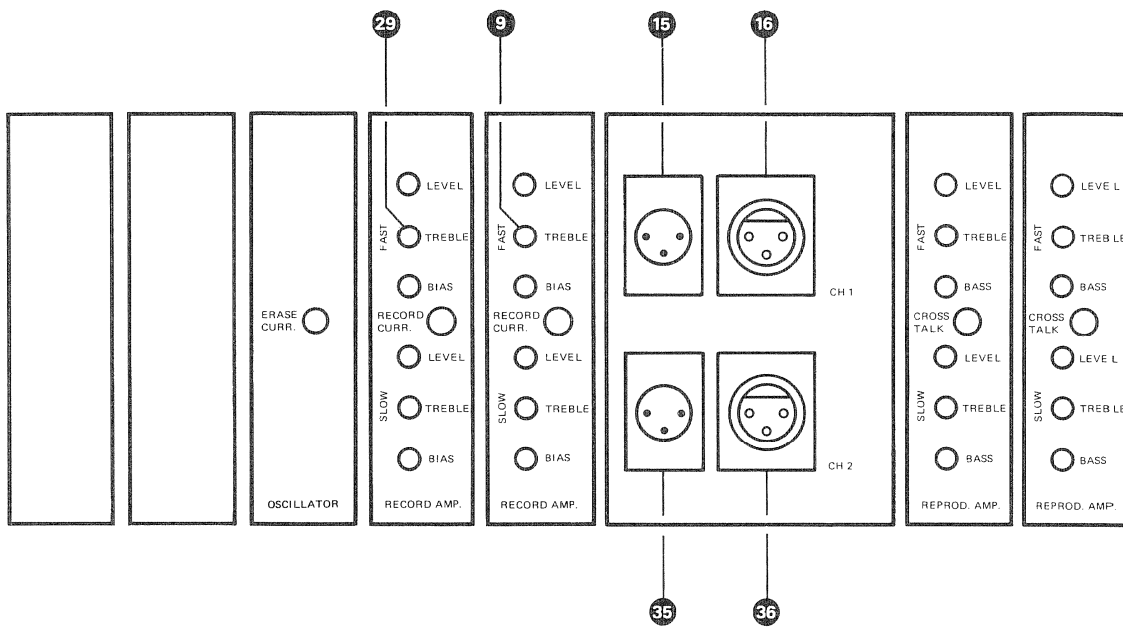 29
9
15
16
ERASE
CURR.
OSCILLATOR
LEVEL
FAST
TREBLE
BIAS
RECORD
CURR.
LEVEL
SLOW
TREBLE
BIAS
RECORD AMP.
LEVEL
FAST
TREBLE
BIAS
RECORD
CURR.
LEVEL
SLOW
TREBLE
BIAS
RECORD AMP.
CH 1
CH 2
LEVEL
FAST
TREBLE
BASS
CROSS
TALK
LEVEL
SLOW
TREBLE
BASS
REPROD. AMP.
LEVEL
FAST
TREBLE
BASS
CROSS
TALK
LEVEL
SLOW
TREBLE
BASS
REPROD. AMP.
35
36